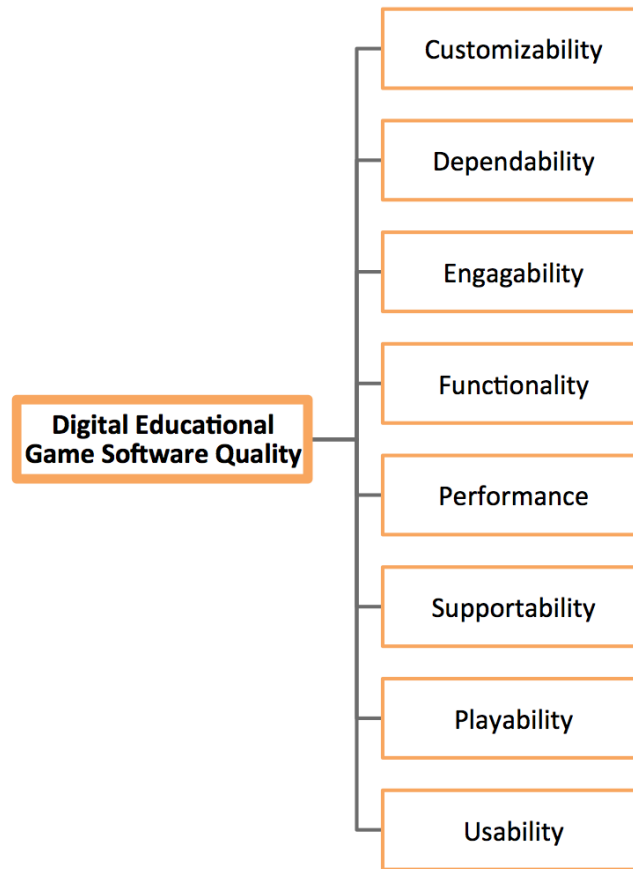 Customizability
Dependability
Engagability
Functionality
Digital Educational
Game Software Quality
Performance
Supportability
Playability
Usability